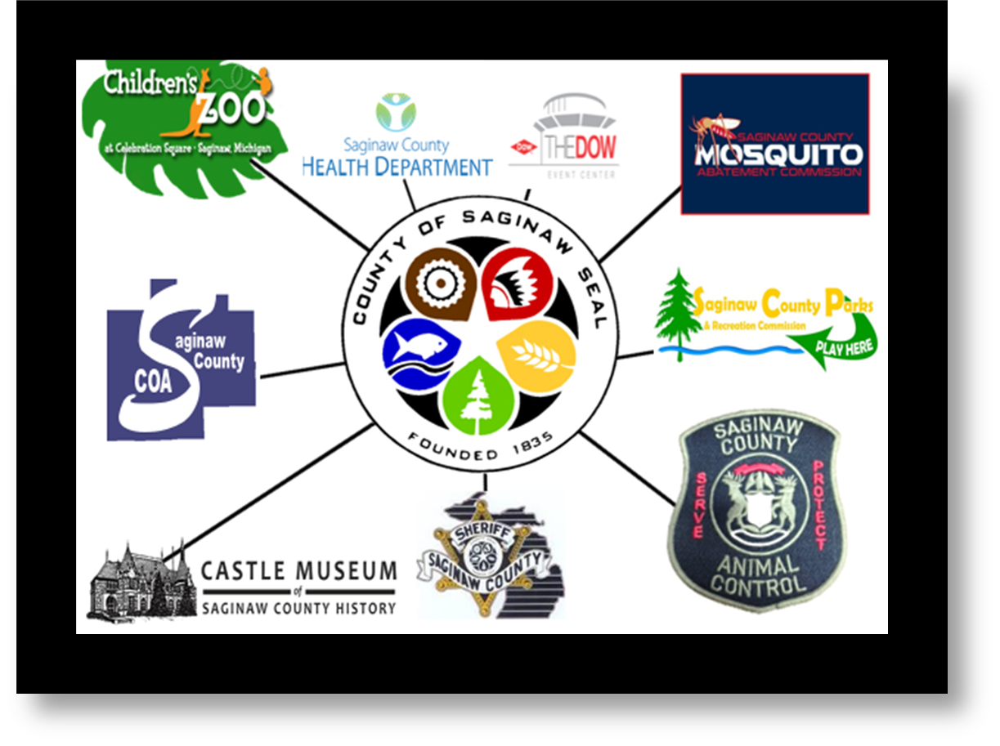 Children's
ZOO
at Celebration Square · Saginaw, Michigan
Saginaw County
HEALTH DEPARTMENT
DOW
THE DOW
EVENT CENTER
SAGINAW COUNTY
MOSQUITO
ABATEMENT COMMISSION
COUNTY OF SAGINAW SEAL
FOUNDED 1835
Saginaw
County
COA
Saginaw County Parks
& Recreation Commission
PLAY HERE
SAGINAW
COUNTY
SERVE
PROTECT
ANIMAL
CONTROL
CASTLE MUSEUM
of
SAGINAW COUNTY HISTORY
SHERIFF
SAGINAW COUNTY